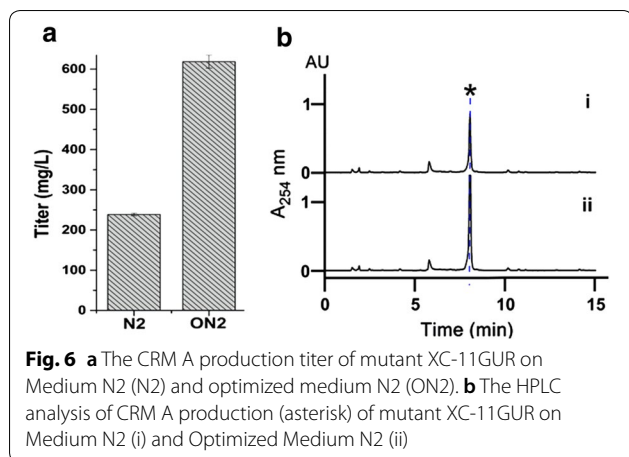 a
600
500
400
300
200
100
0
Titer (mg/L)
N2
ON2
b
AU
*
i
1
0
A254 nm
ii
1
0
0
5
10
15
Time (min)
Fig. 6 a The CRM A production titer of mutant XC-11GUR on
Medium N2 (N2) and optimized medium N2 (ON2). b The HPLC
analysis of CRM A production (asterisk) of mutant XC-11GUR on
Medium N2 (i) and Optimized Medium N2 (ii)